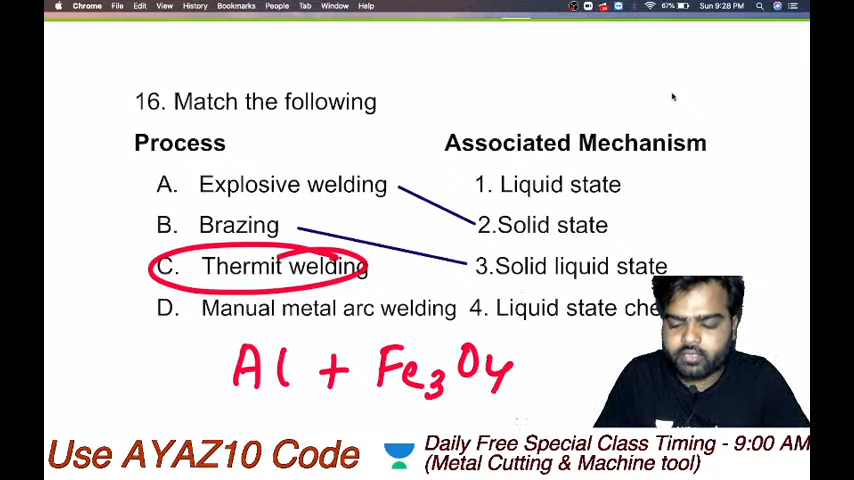 Chrome File Edit View History Bookmarks People Tab Window Help 67% Sun 9:28 PM
16. Match the following
Process Associated Mechanism
A. Explosive welding 1. Liquid state
B. Brazing 2.Solid state
C. Thermit welding 3.Solid liquid state
D. Manual metal arc welding 4. Liquid state che
Al + Fe3O4
Use AYAZ10 Code
Daily Free Special Class Timing - 9:00 AM
(Metal Cutting & Machine tool)